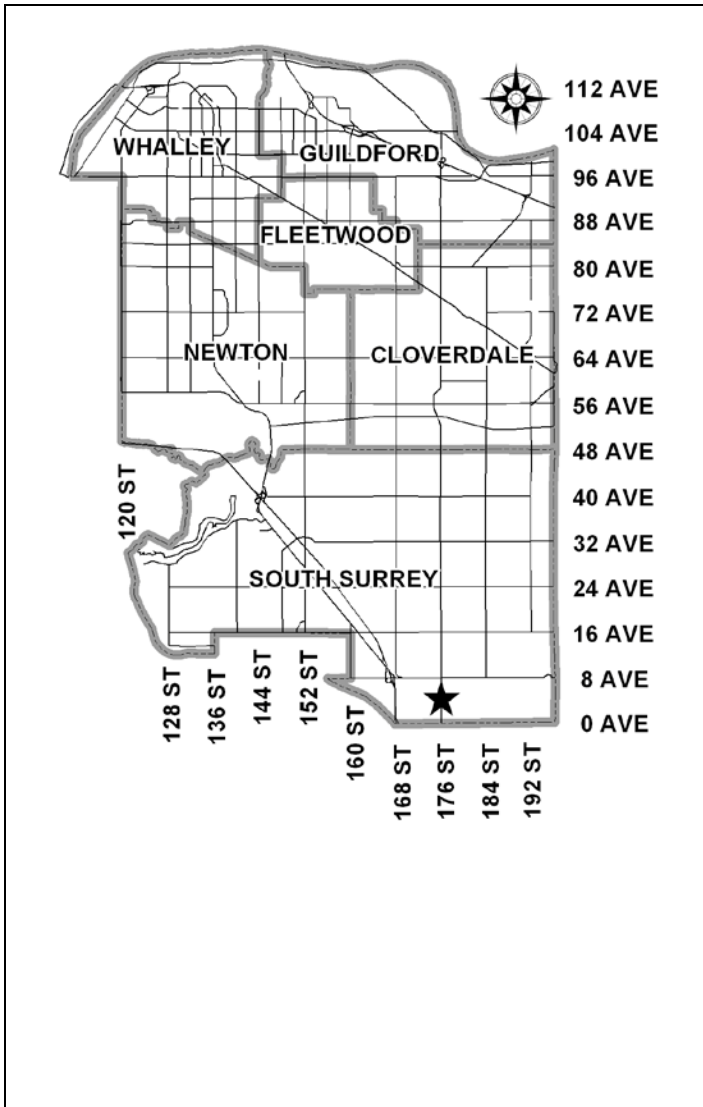 112 AVE
104 AVE
WHALLEY
GUILDFORD
96 AVE
88 AVE
FLEETWOOD
80 AVE
72 AVE
NEWTON
CLOVERDALE
64 AVE
56 AVE
48 AVE
120 ST
40 AVE
32 AVE
SOUTH SURREY
24 AVE
16 AVE
128 ST
136 ST
144 ST
152 ST
160 ST
8 AVE
0 AVE
168 ST
176 ST
184 ST
192 ST